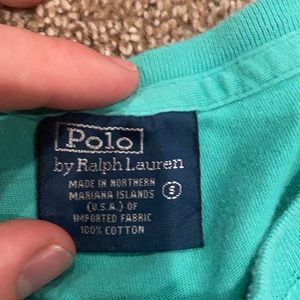 Polo
by Ralph Lauren
MADE IN NORTHERN
MARIANA ISLANDS
(U.S.A.) OF
IMPORTED FABRIC
100% COTTON
S